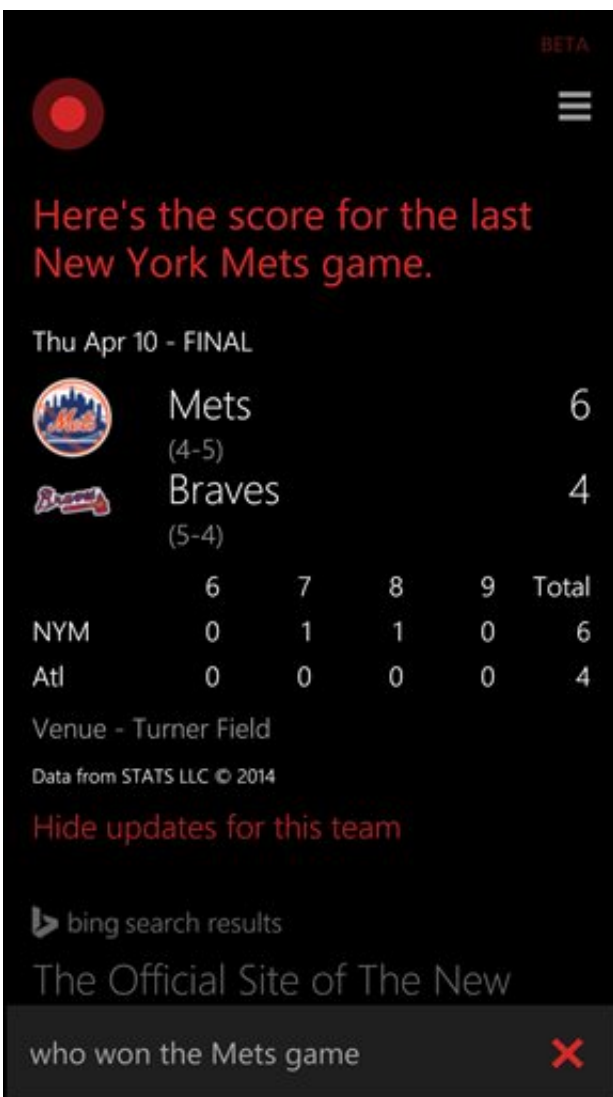 BETA
Here's the score for the last
New York Mets game.
Thu Apr 10 - FINAL
Mets
Mets 6
(4-5)
Braves
Braves 4
(5-4)
6 7 8 9 Total
NYM 0 1 1 0 6
Atl 0 0 0 0 4
Venue - Turner Field
Data from STATS LLC © 2014
Hide updates for this team
bing search results
The Official Site of The New
who won the Mets game